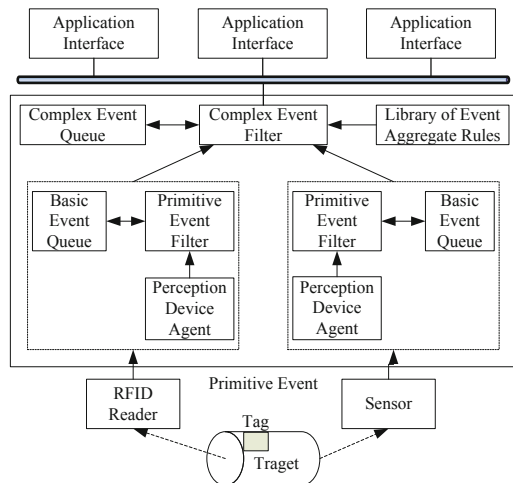 Application
Interface
Application
Interface
Application
Interface
Complex Event
Queue
Complex Event
Filter
Library of Event
Aggregate Rules
Basic
Event
Queue
Primitive
Event
Filter
Primitive
Event
Filter
Basic
Event
Queue
Perception
Device
Agent
Perception
Device
Agent
RFID
Reader
Primitive Event
Sensor
Tag
Traget